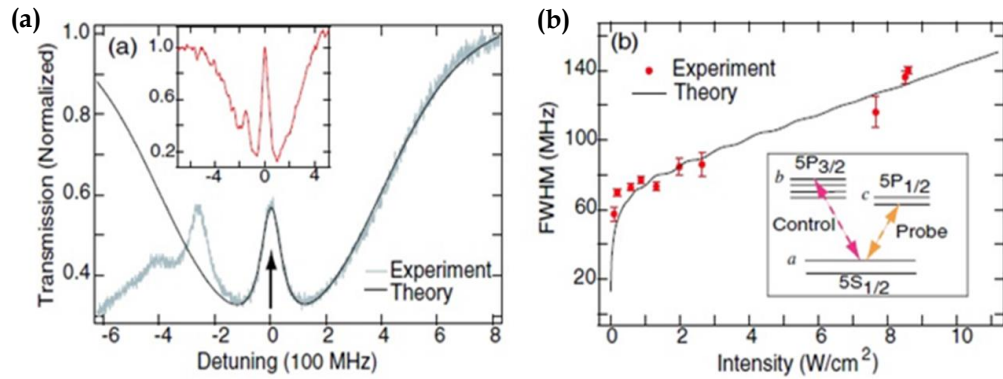 (a)
(a)
Transmission (Normalized)
1.0
0.8
0.6
0.4
1.0
0.6
0.2
-4
0
4
Experiment
Theory
-6
-4
-2
0
2
4
6
8
Detuning (100 MHz)
(b)
(b)
FWHM (MHz)
140
100
60
20
Experiment
Theory
5P3/2
b
5P1/2
c
Control
Probe
a
5S1/2
0
2
4
6
8
10
Intensity (W/cm2)